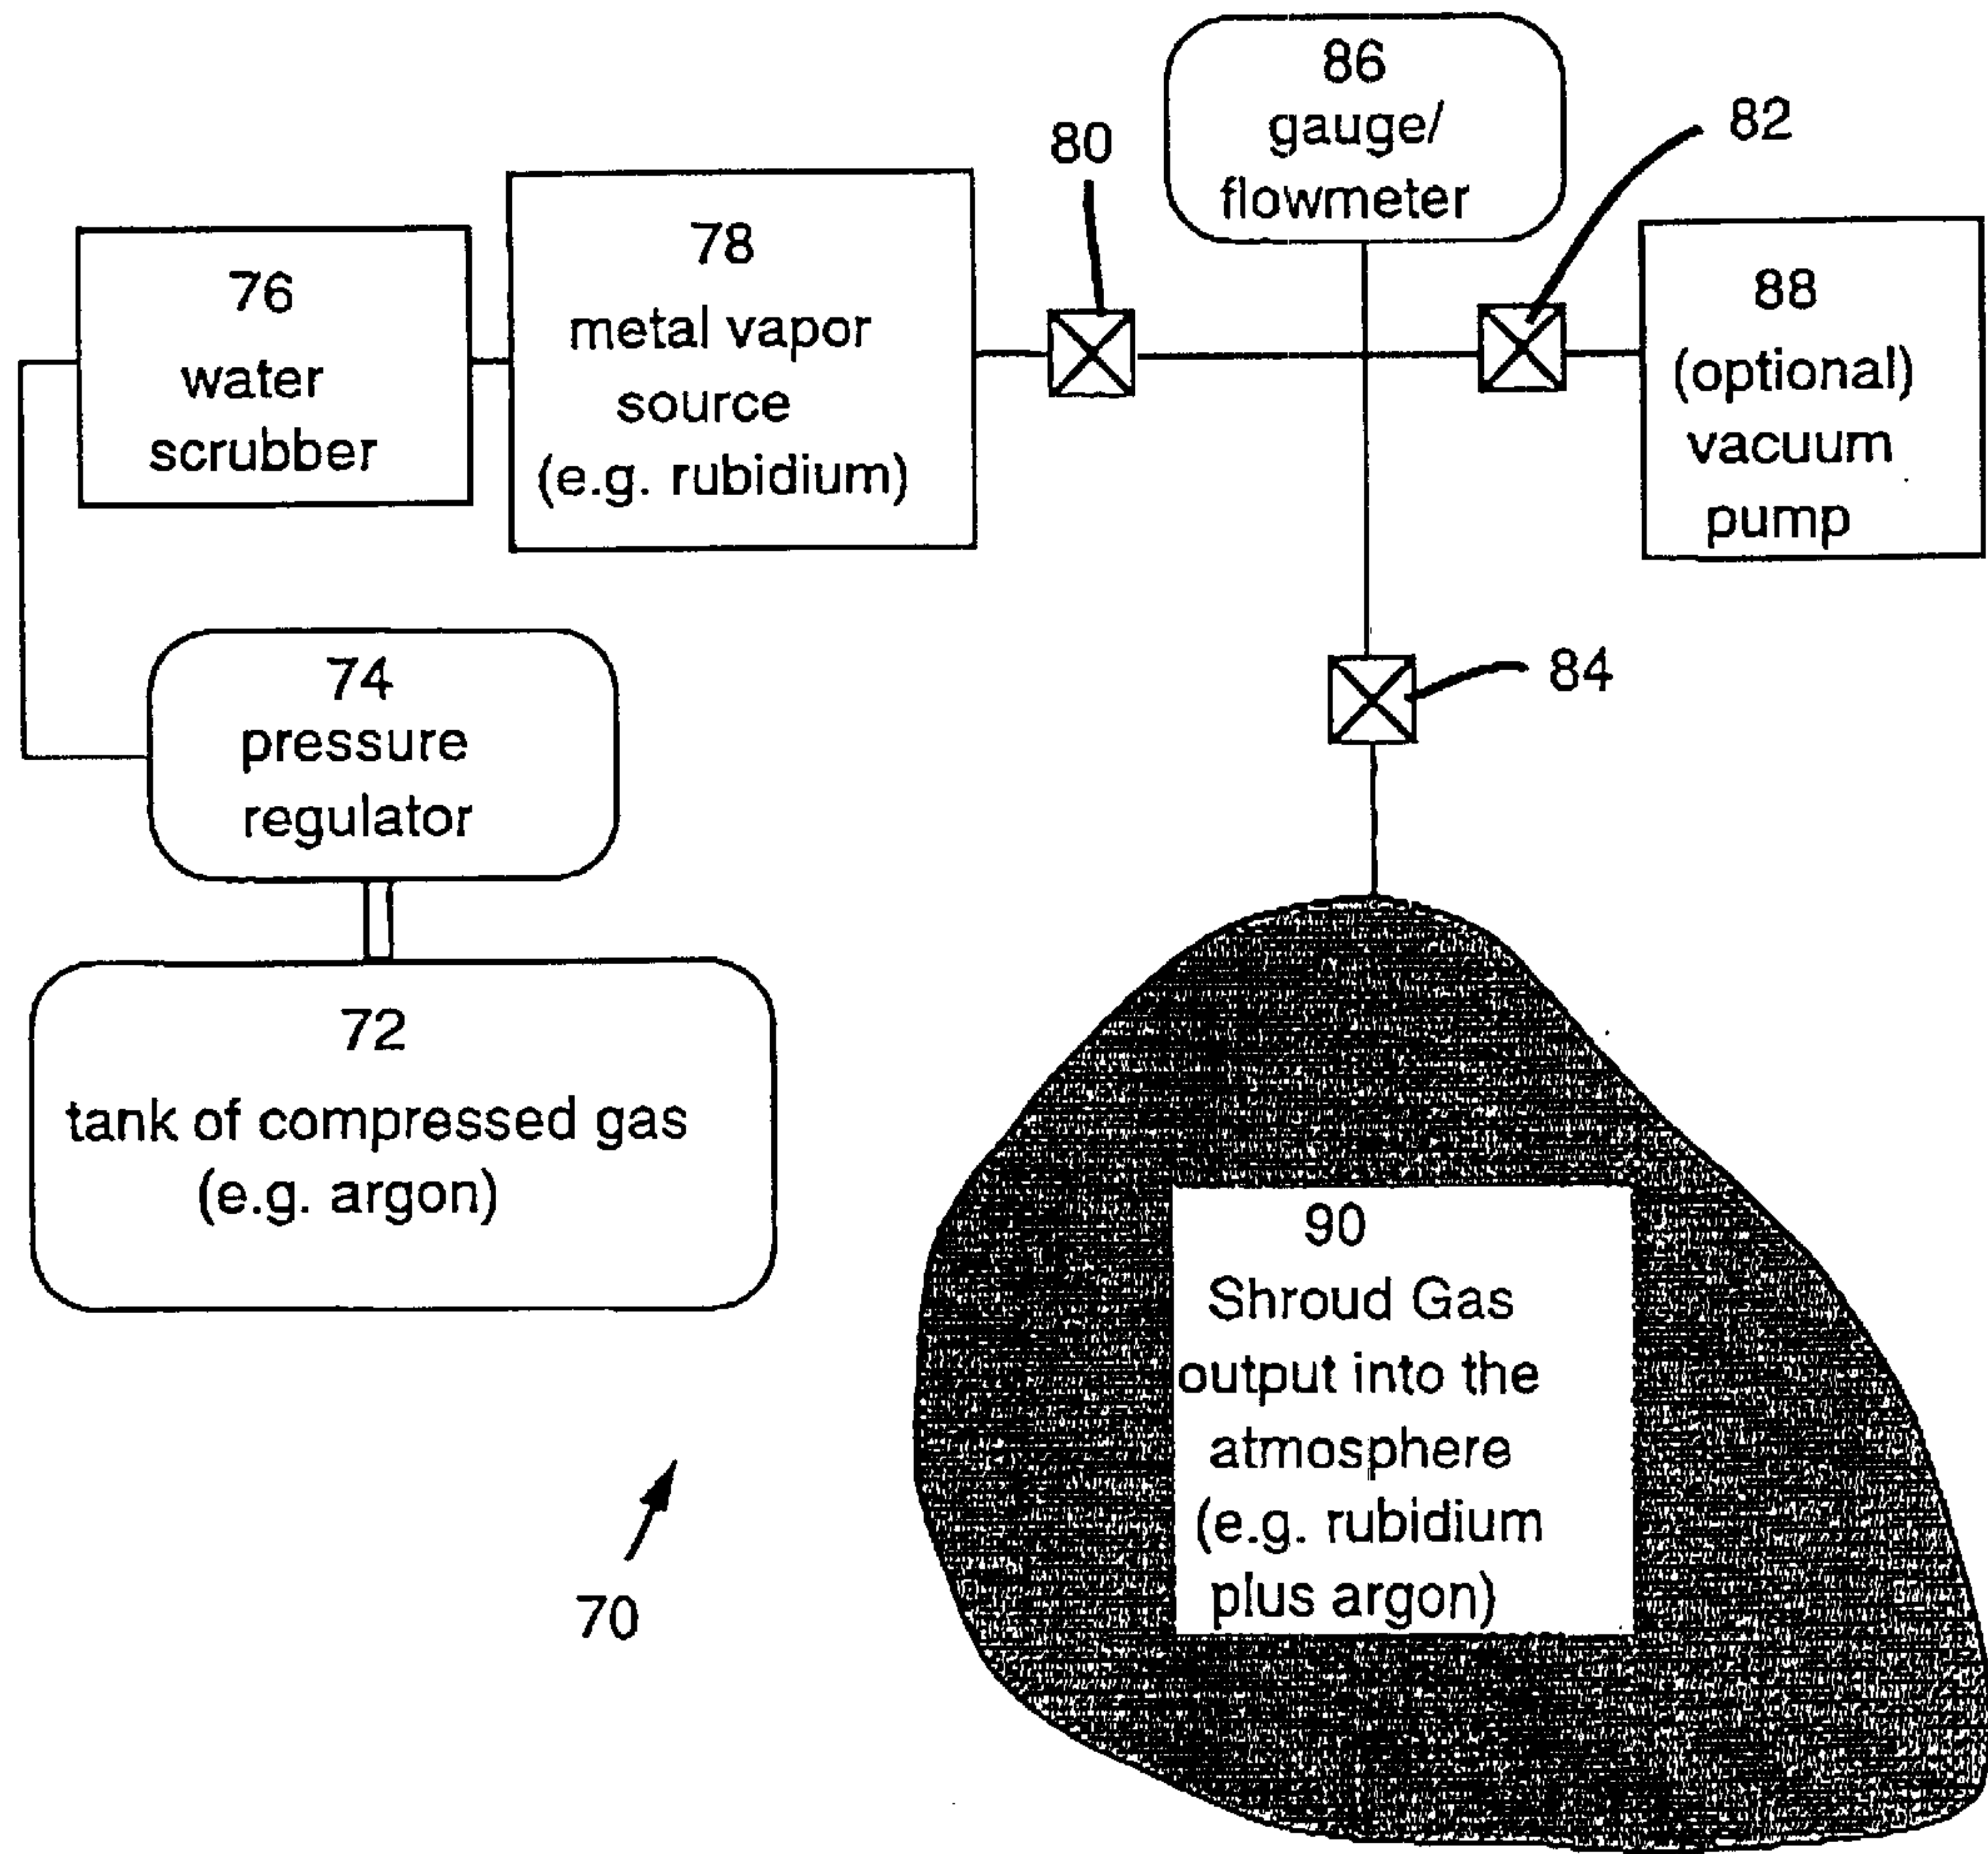 86
gauge/
flowmeter
80
82
76
water
scrubber
78
metal vapor
source
(e.g. rubidium)
88
(optional)
vacuum
pump
74
pressure
regulator
84
72
tank of compressed gas
(e.g. argon)
90
Shroud Gas
output into the
atmosphere
(e.g. rubidium
plus argon)
70